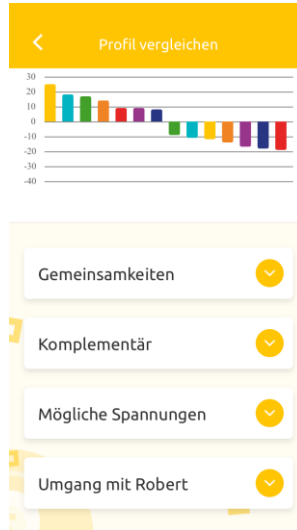 Profil vergleichen
30
20
10
0
-10
-20
-30
-40
Gemeinsamkeiten
Komplementär
Mögliche Spannungen
Umgang mit Robert